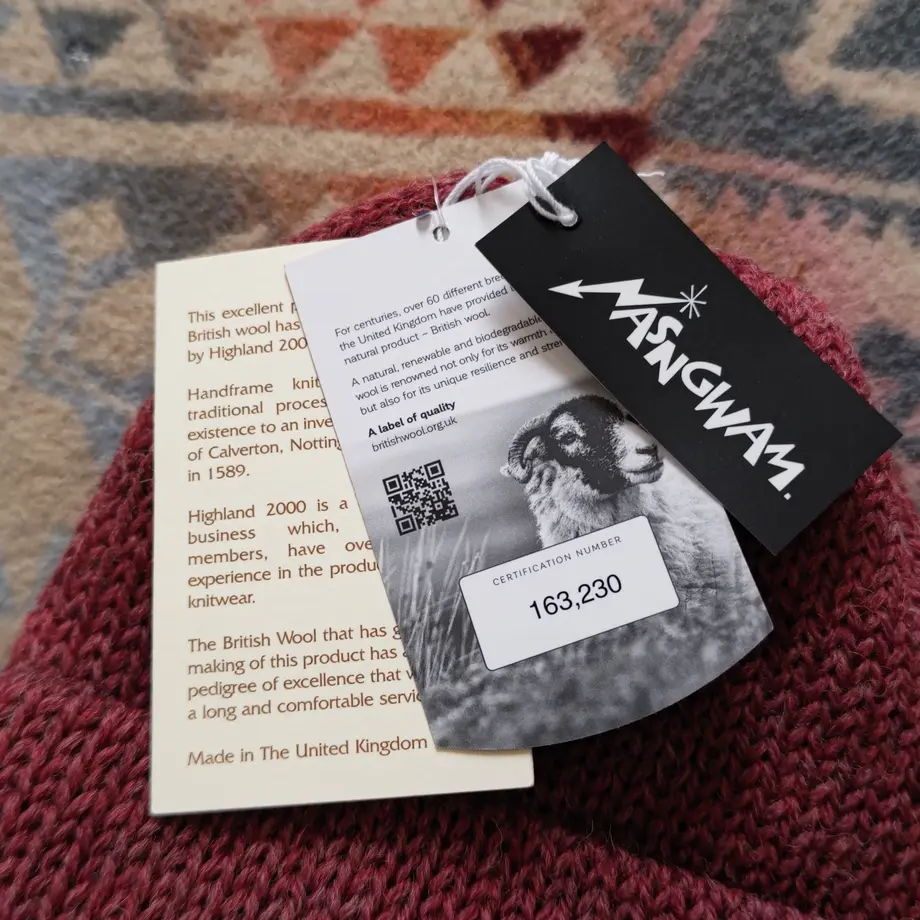 This excellent
British wool has
by Highland 200
Handframe knit
traditional proces
existence to an inve
of Calverton, Notting
in 1589.
Highland 2000 is a
business which,
members, have ove
experience in the produ
knitwear.
The British Wool that has
making of this product has
pedigree of excellence that
a long and comfortable servi
Made in The United Kingdom
For centuries, over 60 different bre
the United Kingdom have provided
natural product – British wool.
A natural, renewable and biodegradable
wool is renowned not only for its warmth
but also for its unique resilience and stren
A label of quality
britishwool.org.uk
CERTIFICATION NUMBER
163,230
NASNGWAM.